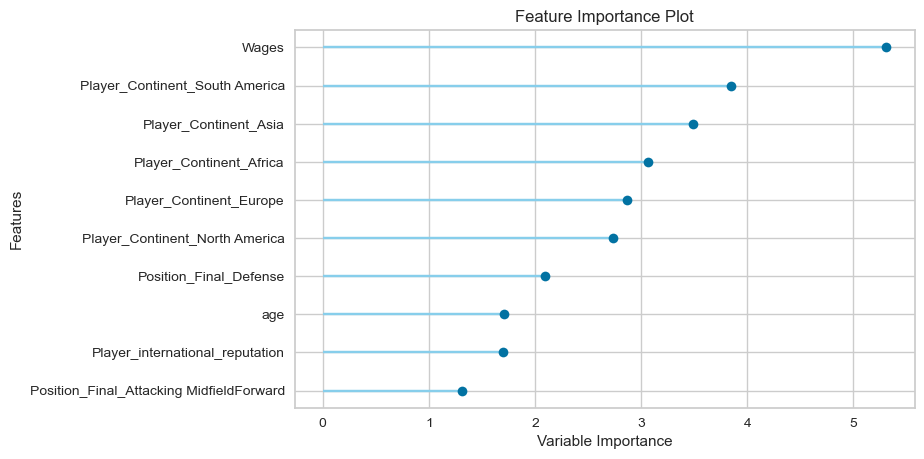 Feature Importance Plot
Features
Wages
Player_Continent_South America
Player_Continent_Asia
Player_Continent_Africa
Player_Continent_Europe
Player_Continent_North America
Position_Final_Defense
age
Player_international_reputation
Position_Final_Attacking MidfieldForward
0 1 2 3 4 5
Variable Importance